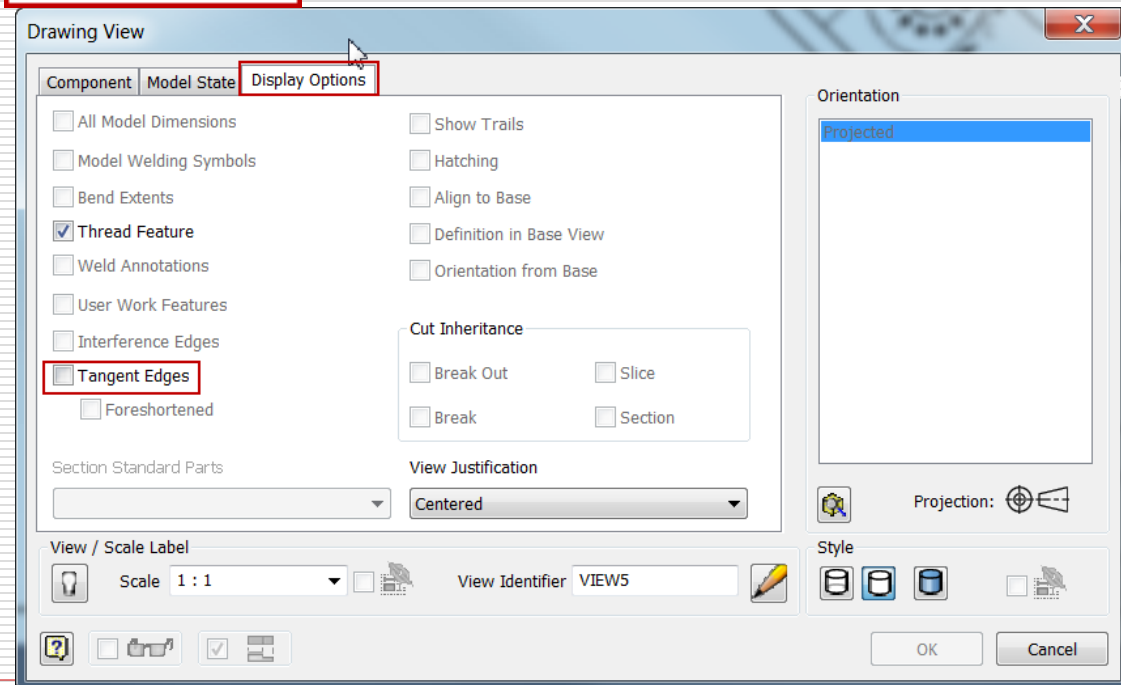 Drawing View
Component Model State Display Options
All Model Dimensions
Model Welding Symbols
Bend Extents
Thread Feature
Weld Annotations
User Work Features
Interference Edges
Tangent Edges
Foreshortened
Section Standard Parts
Show Trails
Hatching
Align to Base
Definition in Base View
Orientation from Base
Cut Inheritance
Break Out Slice
Break Section
View Justification
Centered
Orientation
Projected
Projection:
View / Scale Label
Scale 1 : 1 View Identifier VIEW5
Style
OK Cancel